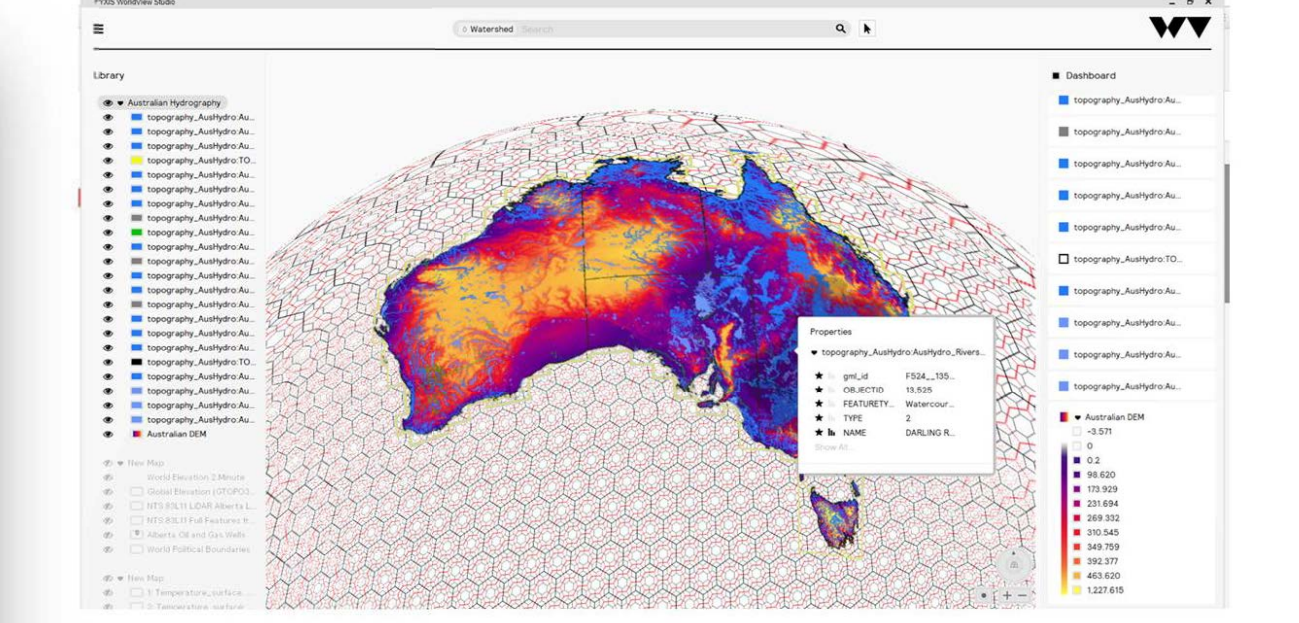 PYXIS WorldView Studio
Watershed Search
Library
Australian Hydrography
topography_AusHydro:Au...
topography_AusHydro:Au...
topography_AusHydro:Au...
topography_AusHydro:TO...
topography_AusHydro:Au...
topography_AusHydro:Au...
topography_AusHydro:Au...
topography_AusHydro:Au...
topography_AusHydro:Au...
topography_AusHydro:Au...
topography_AusHydro:Au...
topography_AusHydro:Au...
topography_AusHydro:Au...
topography_AusHydro:Au...
topography_AusHydro:Au...
topography_AusHydro:Au...
topography_AusHydro:Au...
topography_AusHydro:TO...
topography_AusHydro:Au...
topography_AusHydro:Au...
topography_AusHydro:Au...
topography_AusHydro:Au...
Australian DEM
New Map
World Elevation 2 Minute
Global Elevation (GTOPO3...
NTS 83L11 LiDAR Alberta L...
NTS 83L11 Full Features It...
Alberta Oil and Gas Wells
World Political Boundaries
New Map
1: Temperature_surface...
2: Temperature_surface
Properties
topography_AusHydro:AusHydro_Rivers...
gml_id F524__135...
OBJECTID 13,525
FEATURETY... Watercour...
TYPE 2
NAME DARLING R...
Show All...
Dashboard
topography_AusHydro:Au...
topography_AusHydro:Au...
topography_AusHydro:Au...
topography_AusHydro:Au...
topography_AusHydro:Au...
topography_AusHydro:TO...
topography_AusHydro:Au...
topography_AusHydro:Au...
topography_AusHydro:Au...
topography_AusHydro:Au...
Australian DEM
-3.571
0
0.2
98.620
173.929
231.694
269.332
310.545
349.759
392.377
463.620
1,227.615